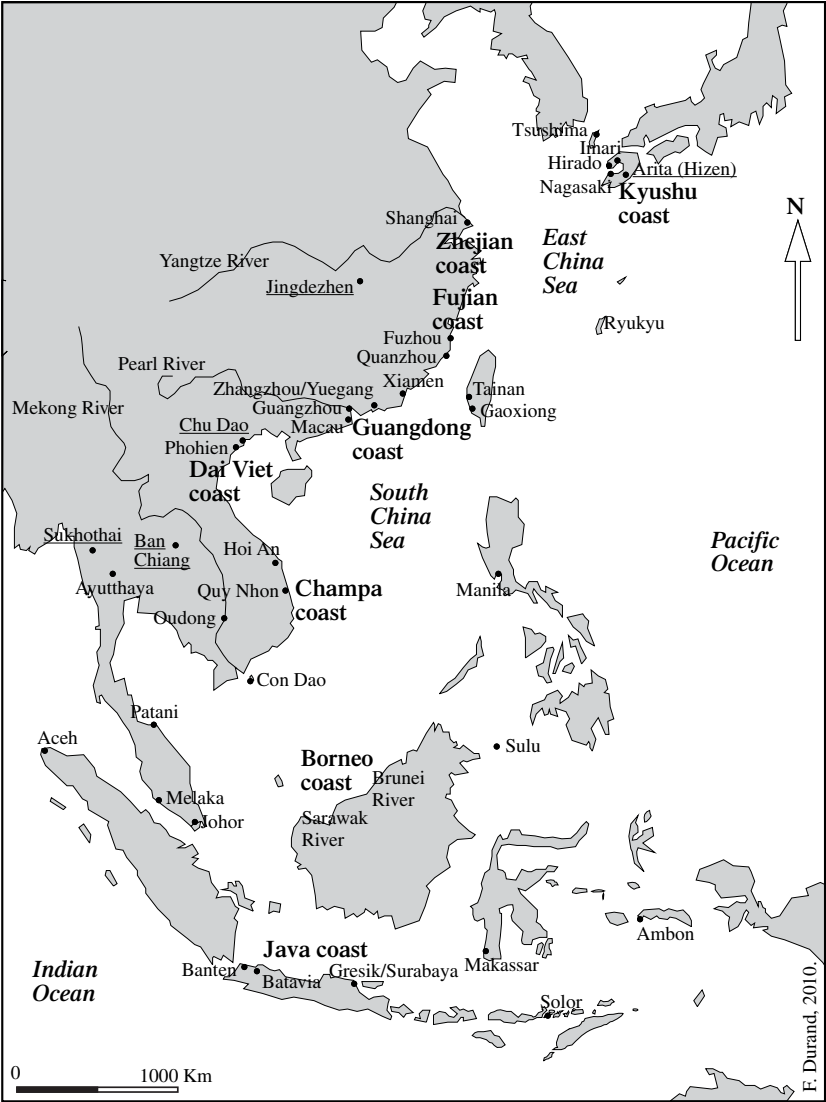 Tsushima
Imari
Hirado
Arita (Hizen)
Nagasaki
Kyushu
coast
N
Shanghai
Zhejian
coast
East
China
Sea
Yangtze River
Jingdezhen
Fujian
coast
Ryukyu
Fuzhou
Quanzhou
Pearl River
Xiamen
Zhangzhou/Yuegang
Tainan
Mekong River
Guangzhou
Gaoxiong
Chu Dao
Macau
Guangdong
coast
Phohien
Dai Viet
coast
South
China
Sea
Sukhothai
Ban
Chiang
Hoi An
Pacific
Ocean
Ayutthaya
Quy Nhon
Champa
coast
Manila
Oudong
Con Dao
Patani
Aceh
Sulu
Borneo
coast
Brunei
River
Melaka
Johor
Sarawak
River
Ambon
Java coast
Makassar
Indian
Ocean
Banten
Batavia
Gresik/Surabaya
Solor
0
1000 Km
F. Durand, 2010.